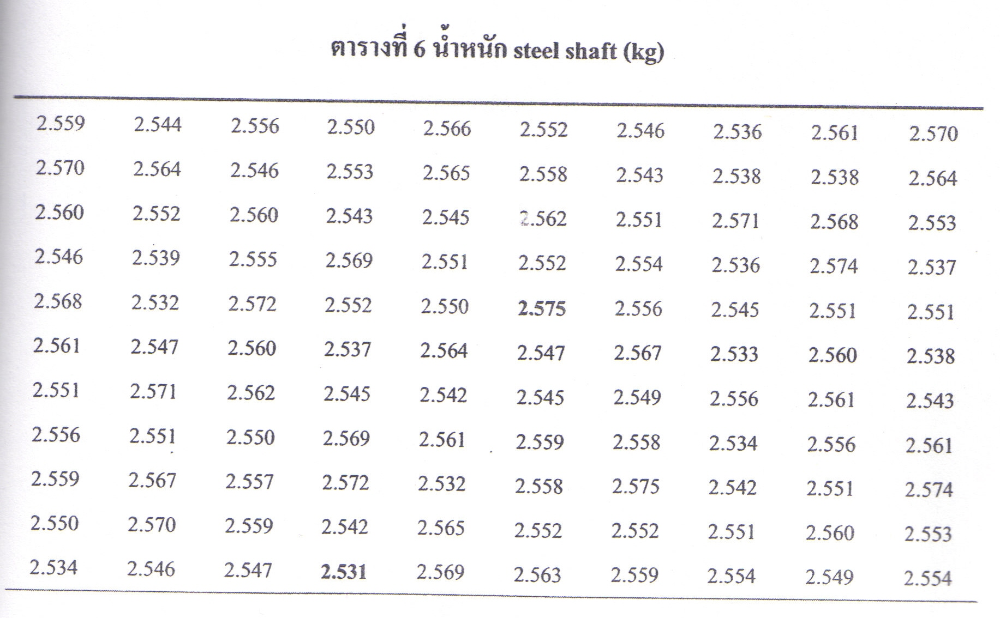 ตารางที่ 6 น้ำหนัก steel shaft (kg)
2.559 2.544 2.556 2.550 2.566 2.552 2.546 2.536 2.561 2.570
2.570 2.564 2.546 2.553 2.565 2.558 2.543 2.538 2.538 2.564
2.560 2.552 2.560 2.543 2.545 2.562 2.551 2.571 2.568 2.553
2.546 2.539 2.555 2.569 2.551 2.552 2.554 2.536 2.574 2.537
2.568 2.532 2.572 2.552 2.550 2.575 2.556 2.545 2.551 2.551
2.561 2.547 2.560 2.537 2.564 2.547 2.567 2.533 2.560 2.538
2.551 2.571 2.562 2.545 2.542 2.545 2.549 2.556 2.561 2.543
2.556 2.551 2.550 2.569 2.561 2.559 2.558 2.534 2.556 2.561
2.559 2.567 2.557 2.572 2.532 2.558 2.575 2.542 2.551 2.574
2.550 2.570 2.559 2.542 2.565 2.552 2.552 2.551 2.560 2.553
2.534 2.546 2.547 2.531 2.569 2.563 2.559 2.554 2.549 2.554